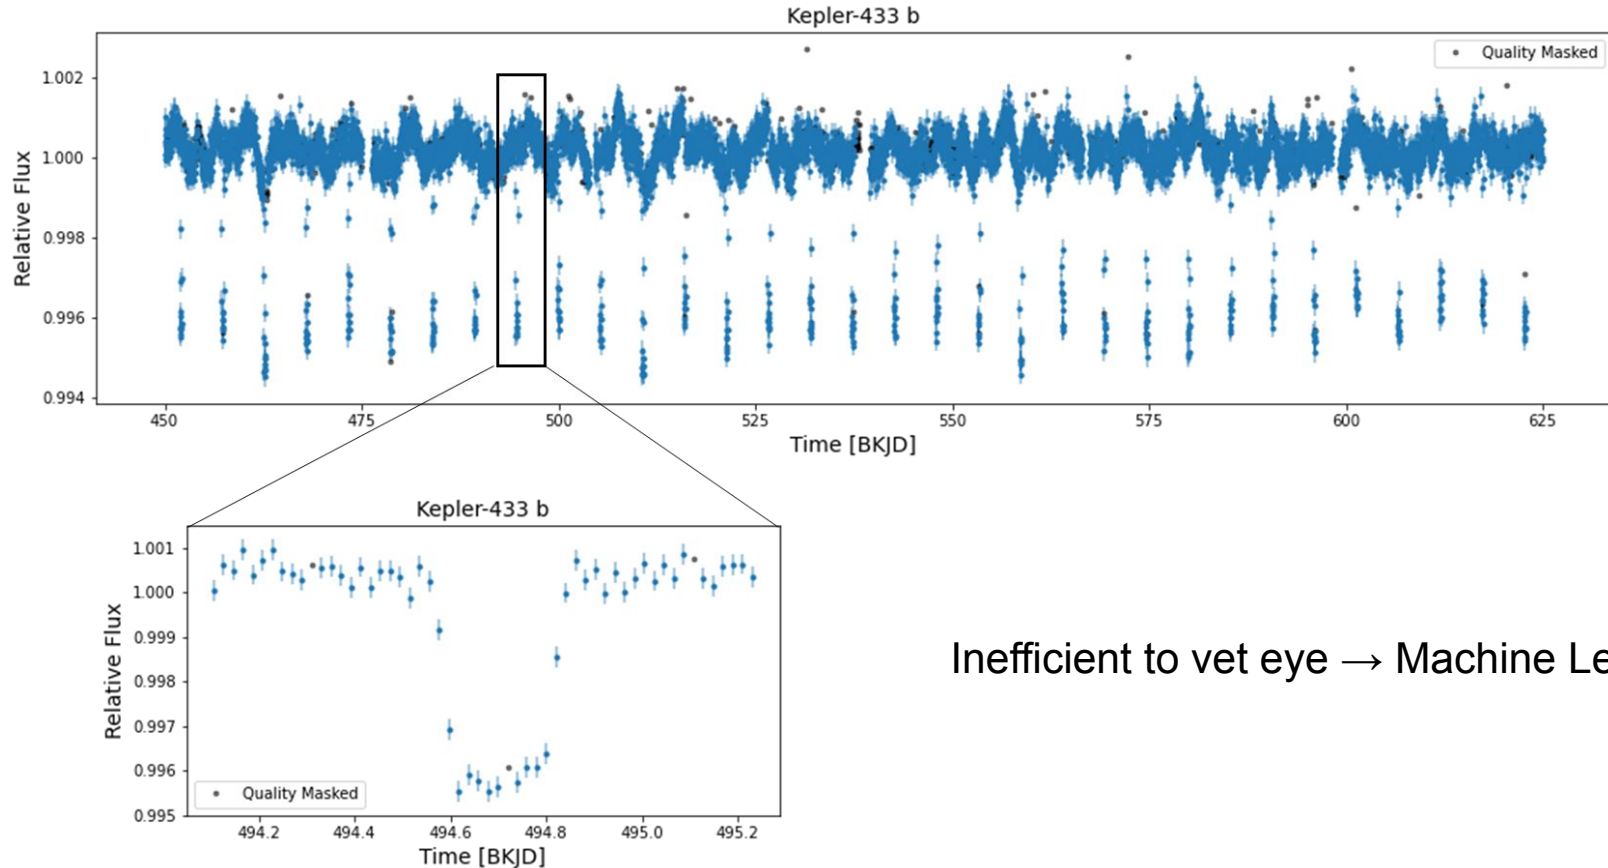 Kepler-433 b
Quality Masked
Relative Flux
1.002
1.000
0.998
0.996
0.994
450 475 500 525 550 575 600 625
Time [BKJD]
Kepler-433 b
Relative Flux
1.001
1.000
0.999
0.998
0.997
0.996
0.995
Quality Masked
494.2 494.4 494.6 494.8 495.0 495.2
Time [BKJD]
Inefficient to vet eye → Machine Le